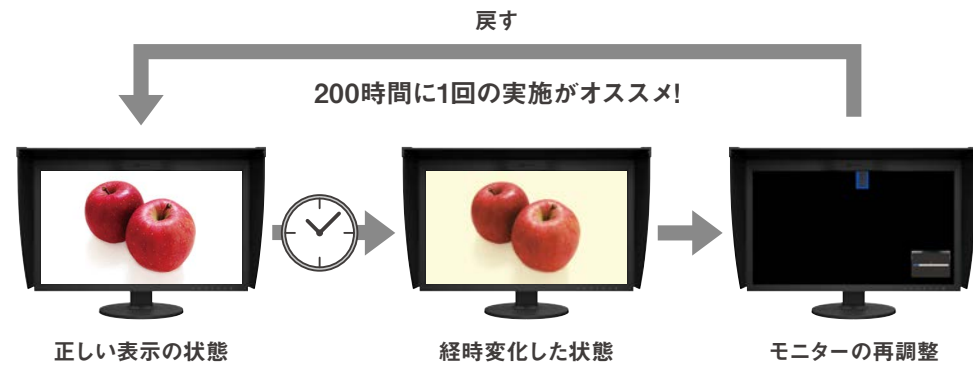 戻す
200時間に1回の実施がオススメ!
正しい表示の状態
経時変化した状態
モニターの再調整